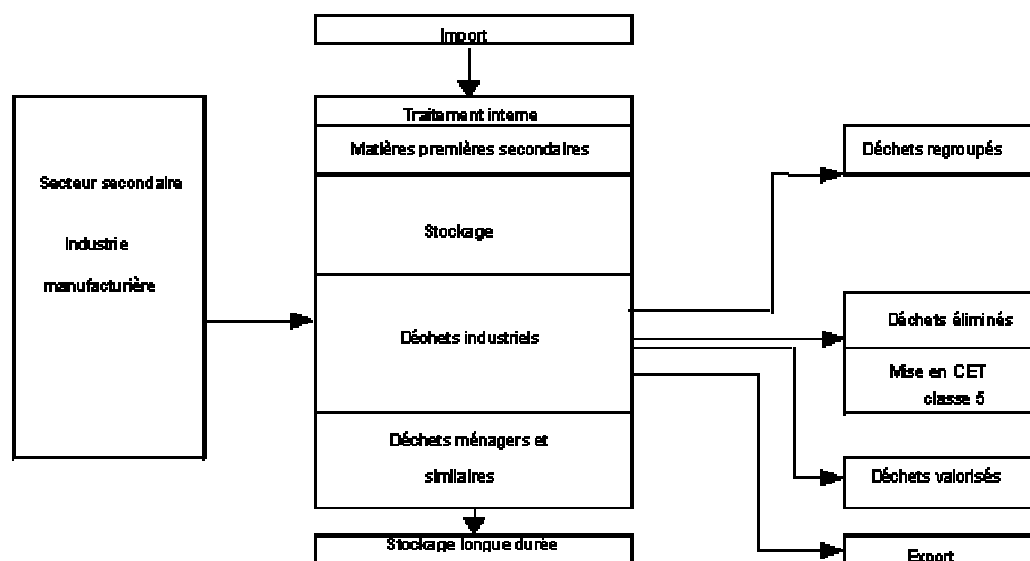 Import
Traitement interne
Matières premières secondaires
Déchets regroupés
Secteur secondaire
Industrie
manufacturière
Stockage
Déchets industriels
Déchets éliminés
Mise en CET
classe 5
Déchets ménagers et
similaires
Déchets valorisés
Stockage longue durée
Export